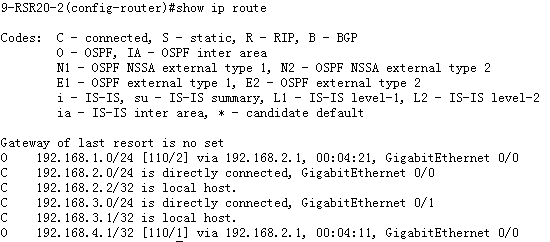 9-RSR20-2(config-router)#show ip route
Codes: C - connected, S - static, R - RIP, B - BGP
O - OSPF, IA - OSPF inter area
N1 - OSPF NSSA external type 1, N2 - OSPF NSSA external type 2
E1 - OSPF external type 1, E2 - OSPF external type 2
i - IS-IS, su - IS-IS summary, L1 - IS-IS level-1, L2 - IS-IS level-2
ia - IS-IS inter area, * - candidate default
Gateway of last resort is no set
O 192.168.1.0/24 [110/2] via 192.168.2.1, 00:04:21, GigabitEthernet 0/0
C 192.168.2.0/24 is directly connected, GigabitEthernet 0/0
C 192.168.2.2/32 is local host.
C 192.168.3.0/24 is directly connected, GigabitEthernet 0/1
C 192.168.3.1/32 is local host.
O 192.168.4.1/32 [110/1] via 192.168.2.1, 00:04:11, GigabitEthernet 0/0